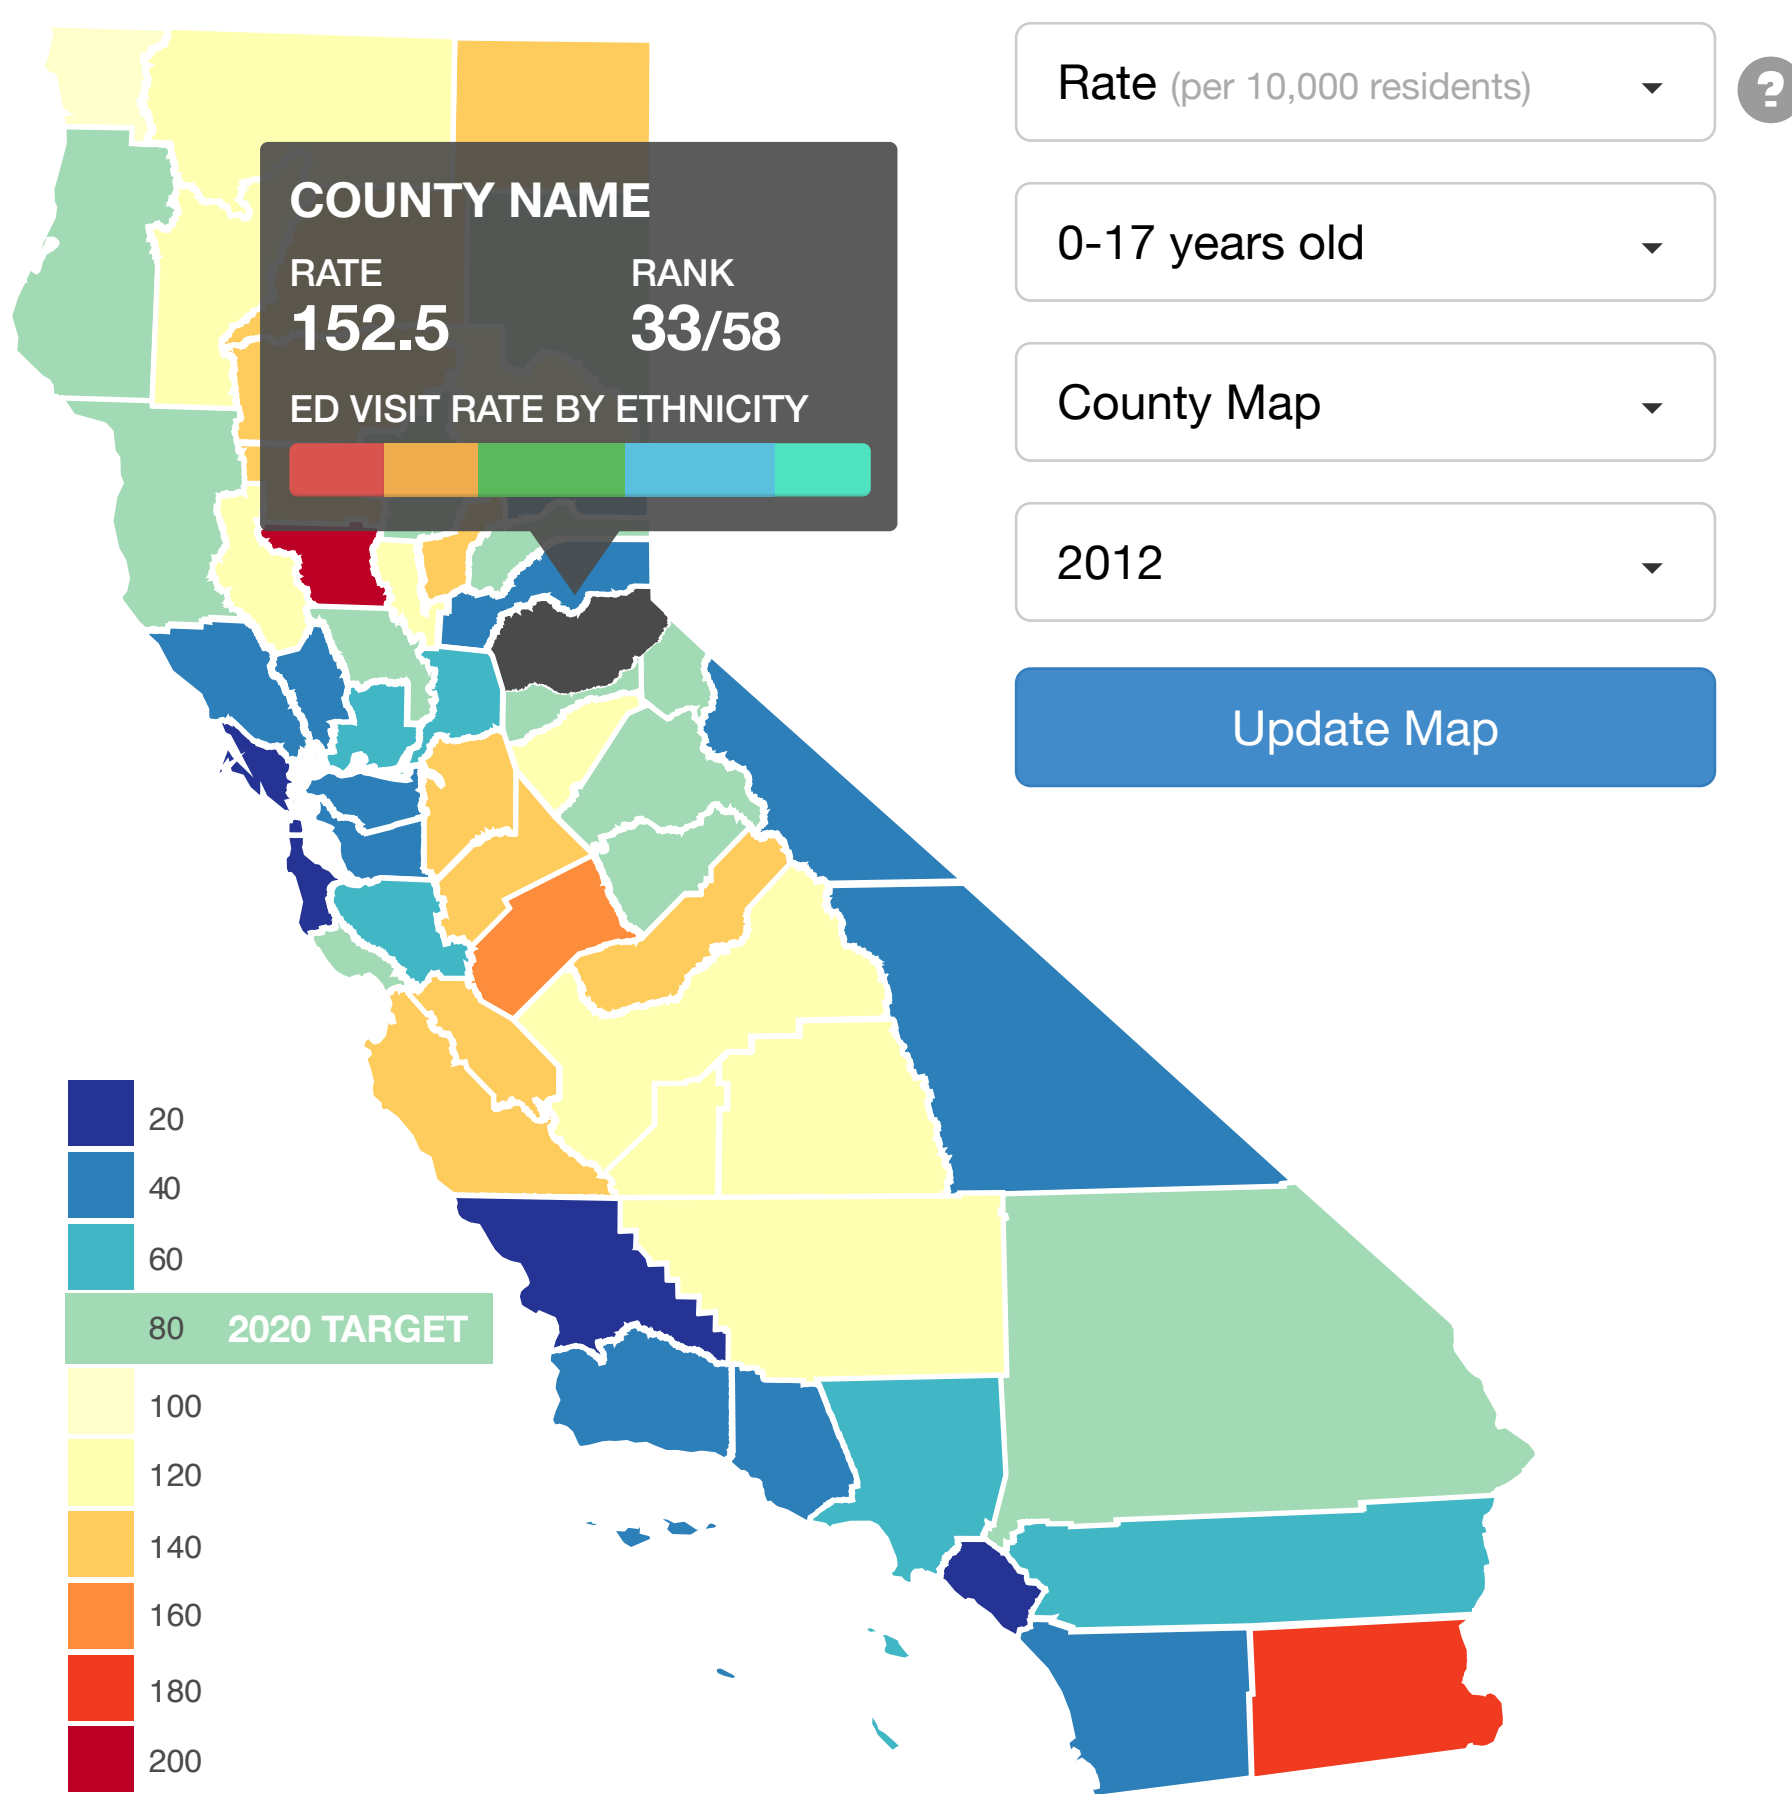 Rate (per 10,000 residents)
?
0-17 years old
County Map
2012
Update Map
COUNTY NAME
RATE RANK
152.5 33/58
ED VISIT RATE BY ETHNICITY
20
40
60
80 2020 TARGET
100
120
140
160
180
200